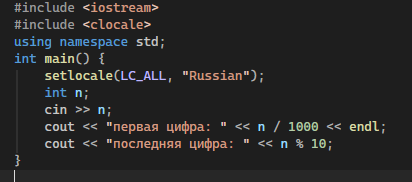 #include <iostream>
#include <clocale>
using namespace std;
int main() {
    setlocale(LC_ALL, "Russian");
    int n;
    cin >> n;
    cout << "первая цифра: " << n / 1000 << endl;
    cout << "последняя цифра: " << n % 10;
}